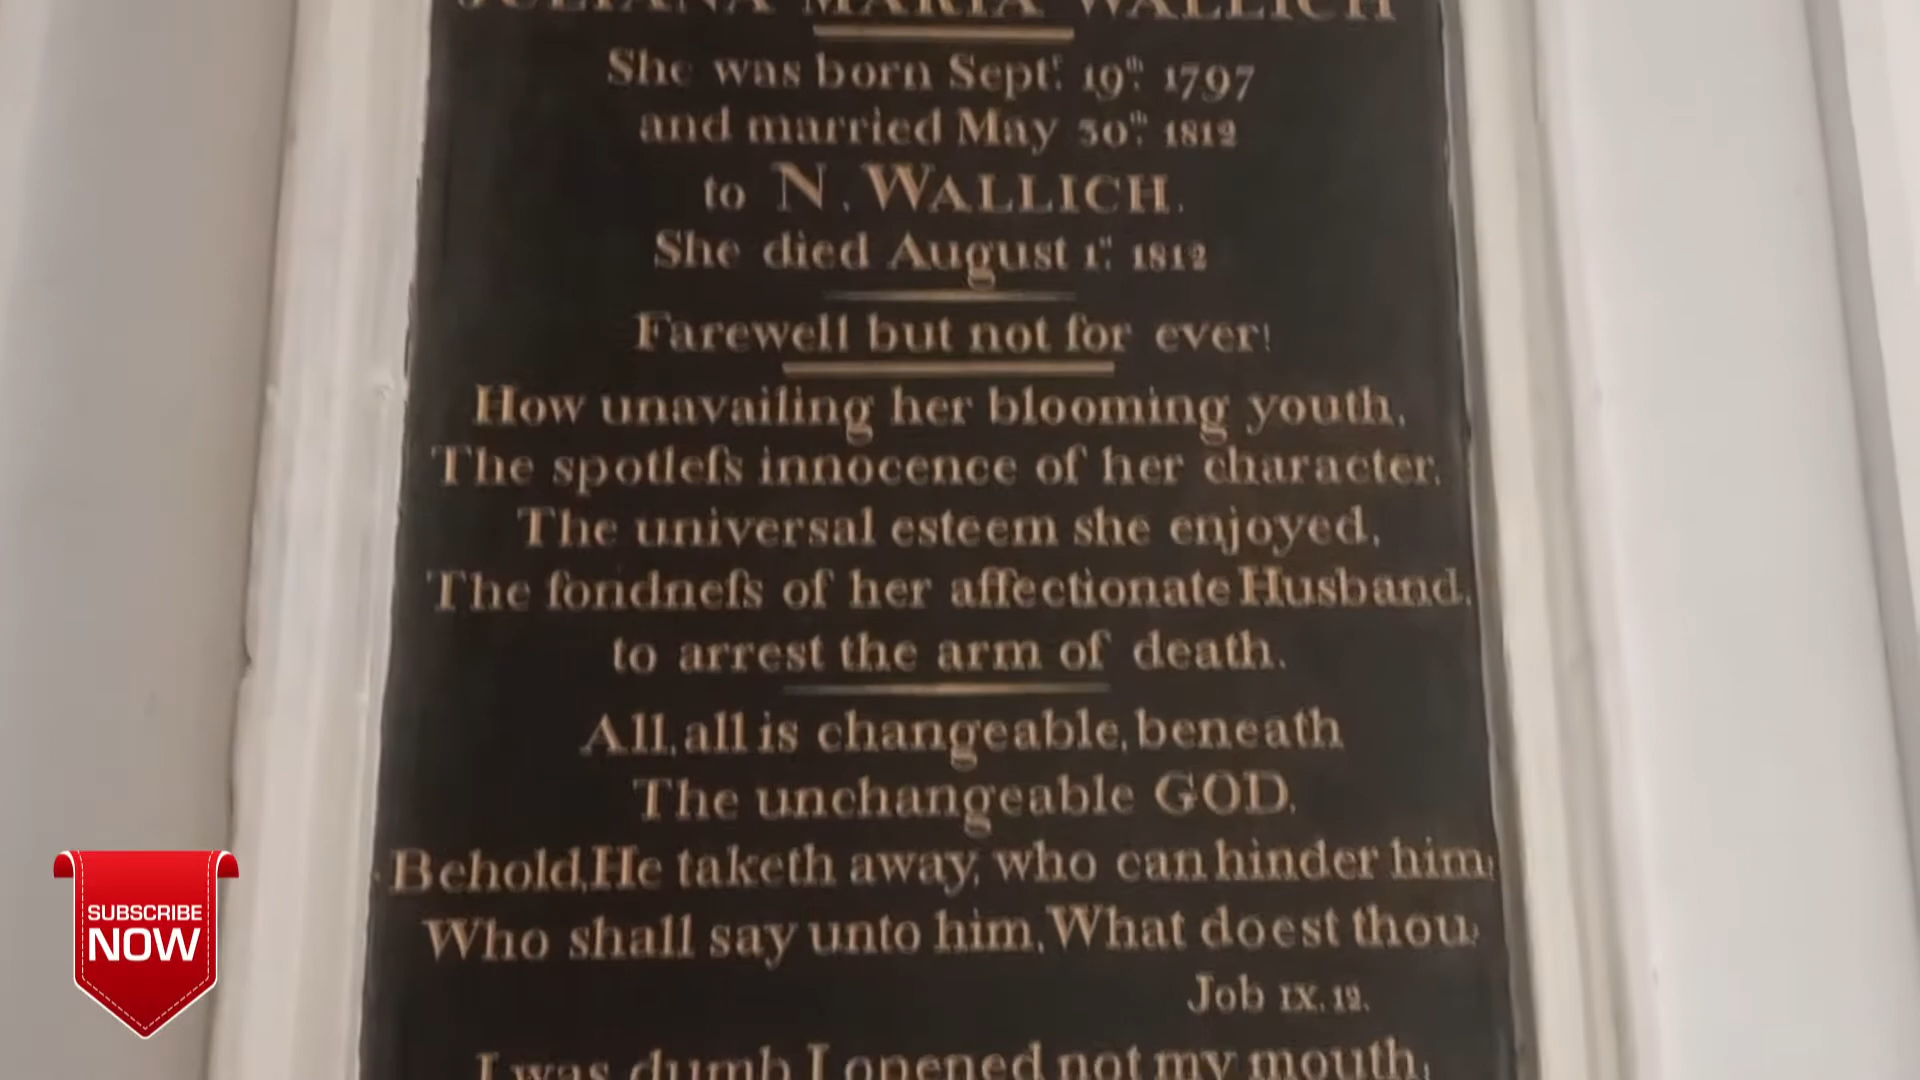 JULIANA MARIA WALLICH
She was born Septr. 19th. 1797
and married May 30th. 1812
to N. WALLICH.
She died August 1st. 1812
Farewell but not for ever!
How unavailing her blooming youth,
The spotleſs innocence of her character,
The universal esteem she enjoyed,
The fondneſs of her affectionate Husband,
to arrest the arm of death.
All, all is changeable, beneath
The unchangeable GOD.
Behold, He taketh away, who can hinder him;
Who shall say unto him, What doest thou;
Job IX. 12.
I was dumb I opened not my mouth,
SUBSCRIBE
NOW